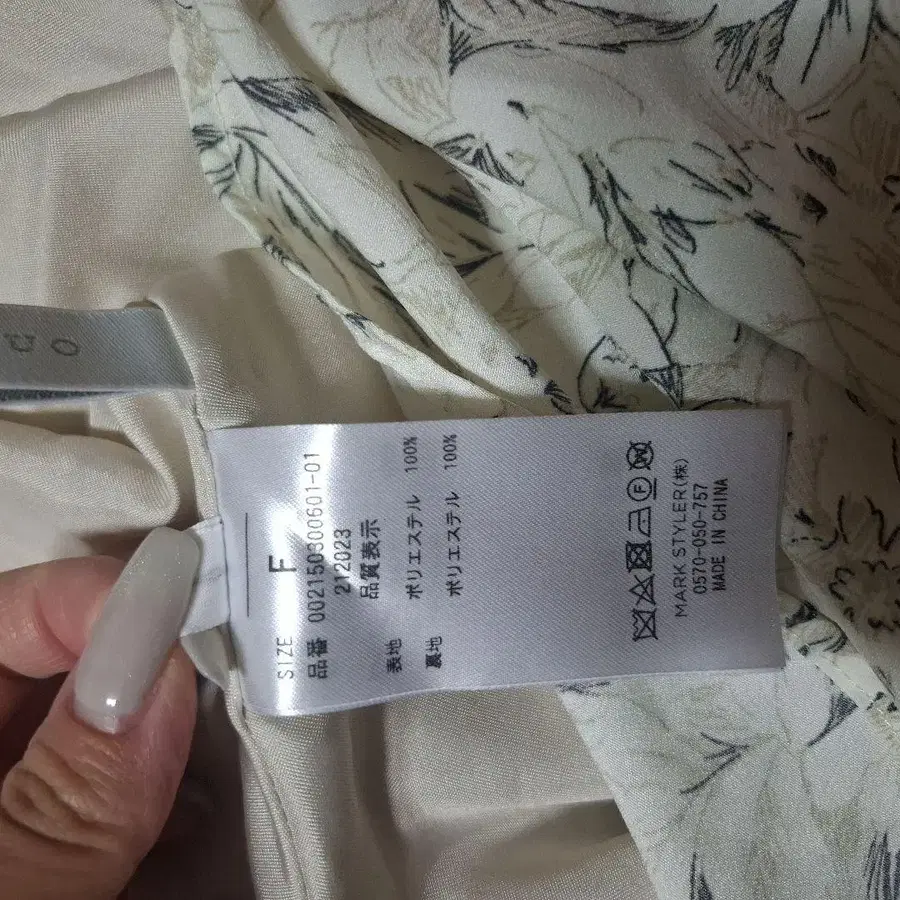 SIZE F
品番 002150300601-01
212023
品質表示
表地 ポリエステル 100%
裏地 ポリエステル 100%
MARK STYLER(株)
0570-050-757
MADE IN CHINA